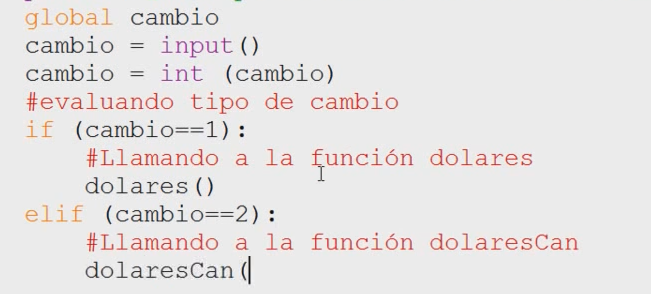 global cambio
cambio = input()
cambio = int (cambio)
#evaluando tipo de cambio
if (cambio==1):
    #Llamando a la función dolares
    dolares()
elif (cambio==2):
    #Llamando a la función dolaresCan
    dolaresCan(